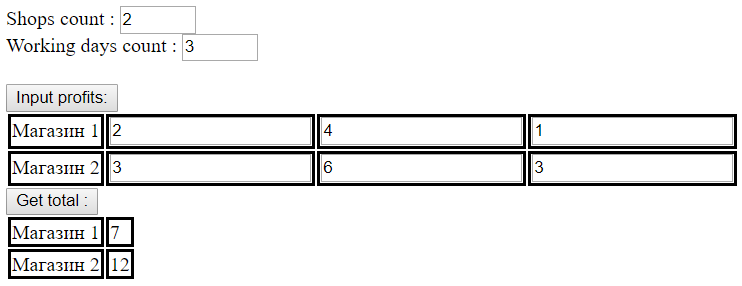 Shops count : 2
Working days count : 3
Input profits:
Магазин 1 2 4 1
Магазин 2 3 6 3
Get total :
Магазин 1 7
Магазин 2 12